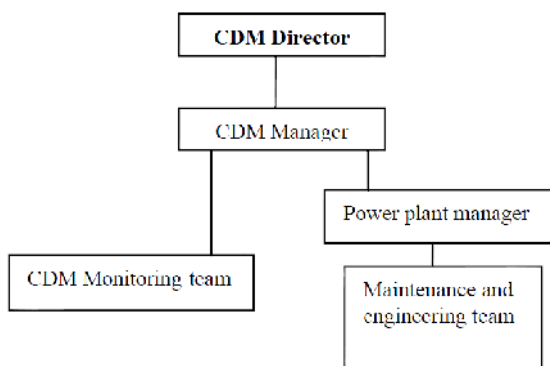 CDM Director
CDM Manager
Power plant manager
CDM Monitoring team
Maintenance and
engineering team